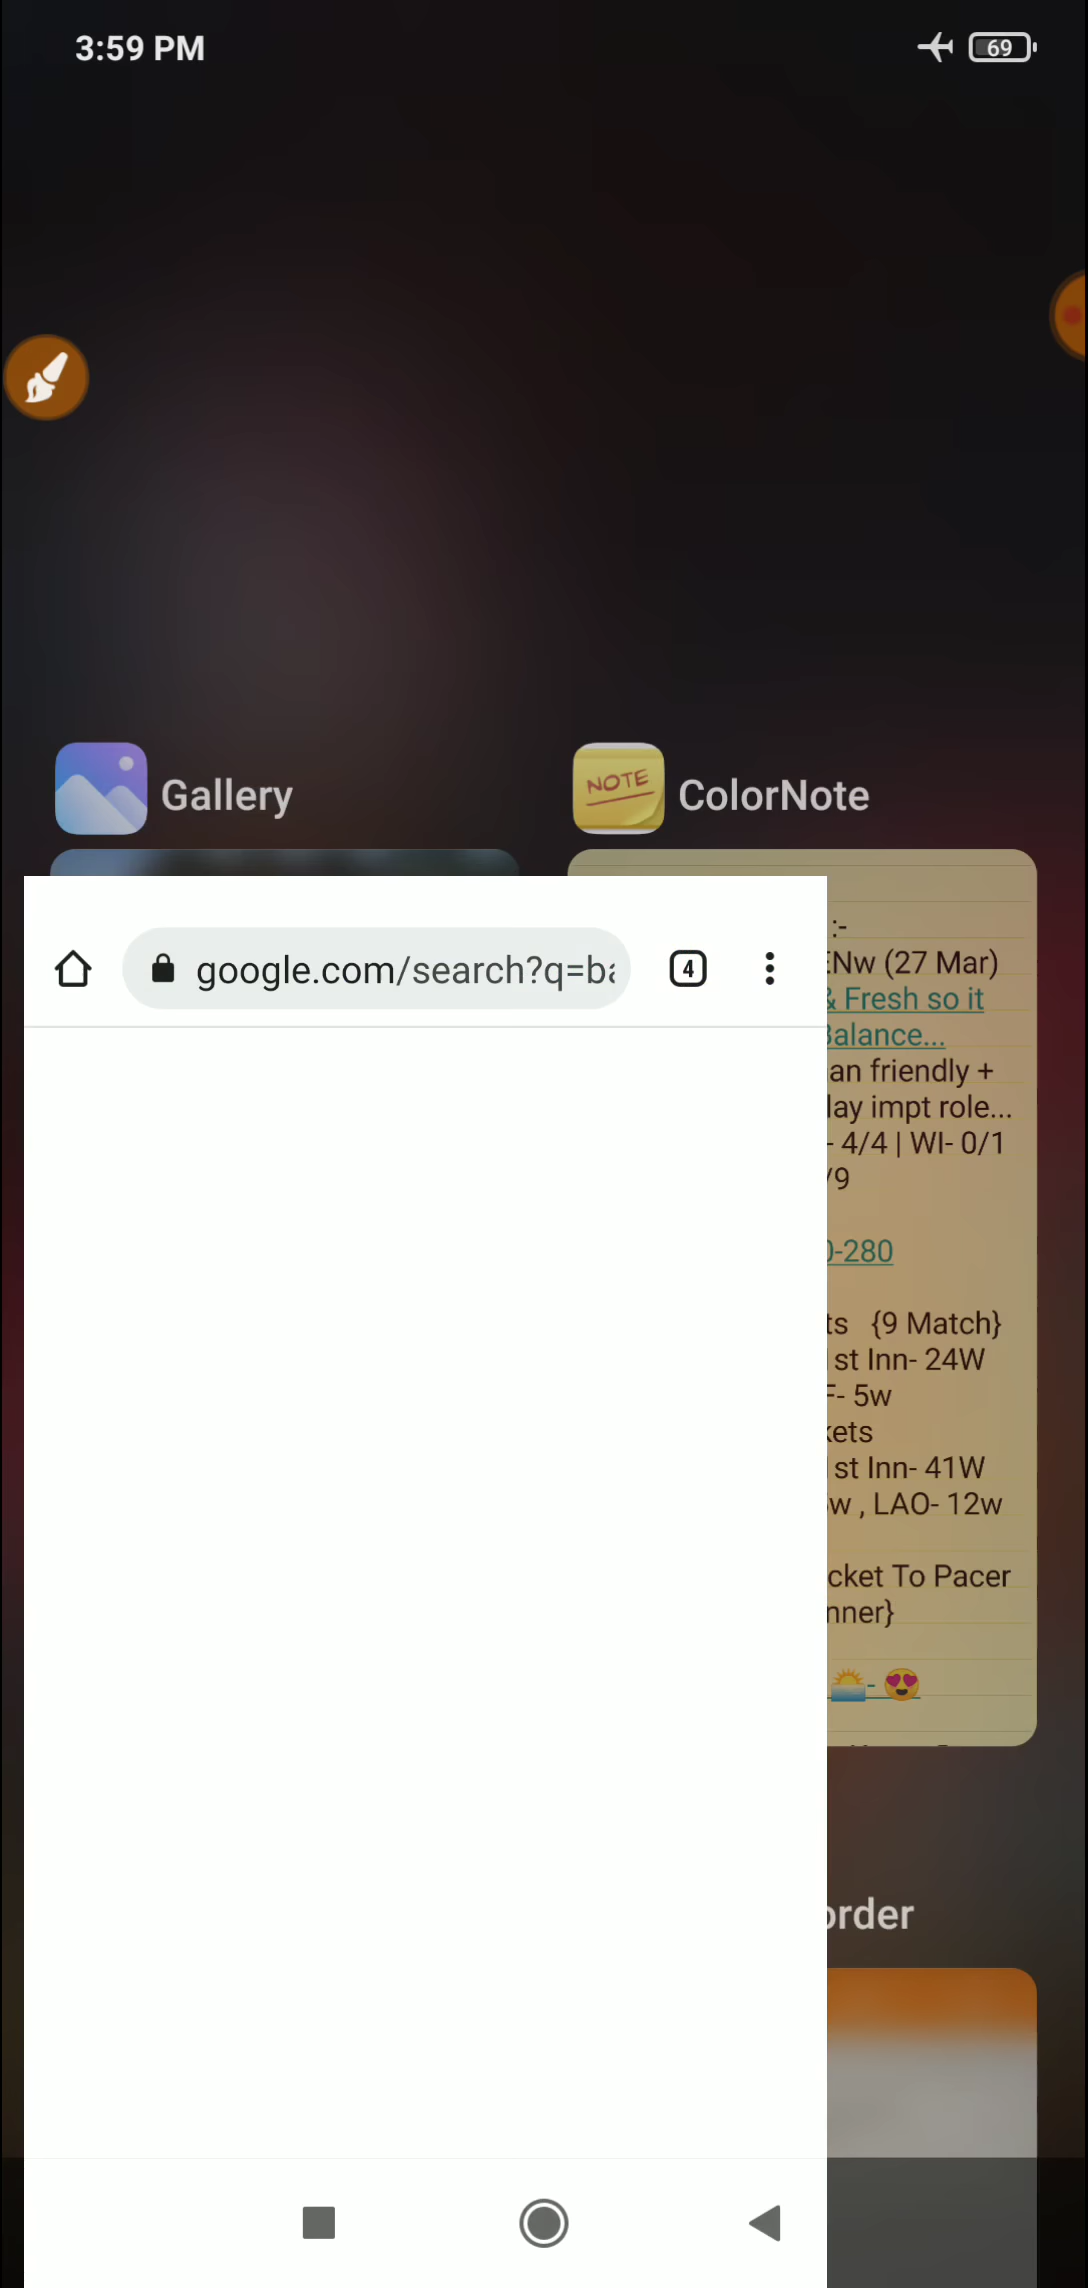 3:59 PM
69
Gallery
NOTE
ColorNote
google.com/search?q=ba
4
:-
ENw (27 Mar)
& Fresh so it
Balance...
an friendly +
lay impt role...
- 4/4 | WI- 0/1
/9
0-280
ts {9 Match}
st Inn- 24W
F- 5w
kets
st Inn- 41W
w , LAO- 12w
cket To Pacer
nner}
🌅- 😍
order